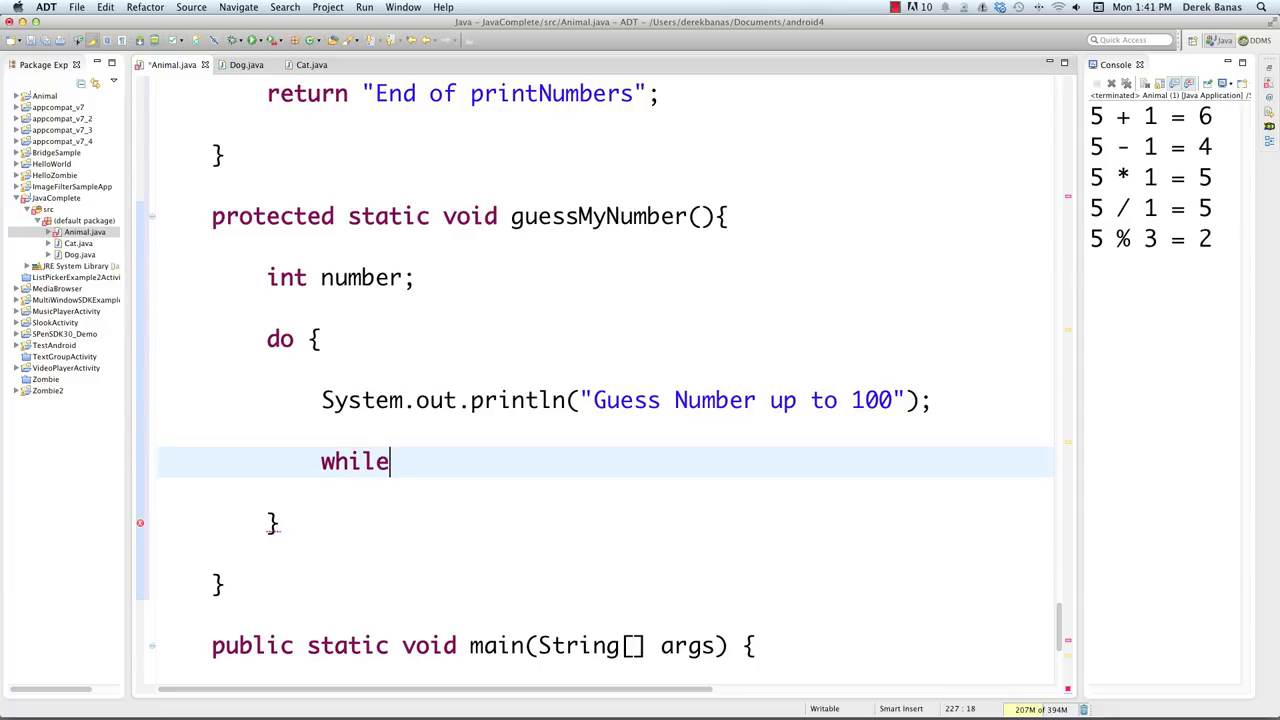 ADT File Edit Refactor Source Navigate Search Project Run Window Help
10
Mon 1:41 PM Derek Banas
Java - JavaComplete/src/Animal.java - ADT - /Users/derekbanas/Documents/android4
Quick Access
Java
DDMS
Package Exp
*Animal.java
Dog.java
Cat.java
Console
<terminated> Animal (1) [Java Application] /S
Animal
appcompat_v7
appcompat_v7_2
appcompat_v7_3
appcompat_v7_4
BridgeSample
HelloWorld
HelloZombie
ImageFilterSampleApp
JavaComplete
src
(default package)
Animal.java
Cat.java
Dog.java
JRE System Library [Ja
ListPickerExample2Activi
MediaBrowser
MultiWindowSDKExample
MusicPlayerActivity
SlookActivity
SPenSDK30_Demo
TestAndroid
TextGroupActivity
VideoPlayerActivity
Zombie
Zombie2
return "End of printNumbers";
}
protected static void guessMyNumber(){
int number;
do {
System.out.println("Guess Number up to 100");
while
}
}
public static void main(String[] args) {
5 + 1 = 6
5 - 1 = 4
5 * 1 = 5
5 / 1 = 5
5 % 3 = 2
Writable
Smart Insert
227 : 18
207M of 394M